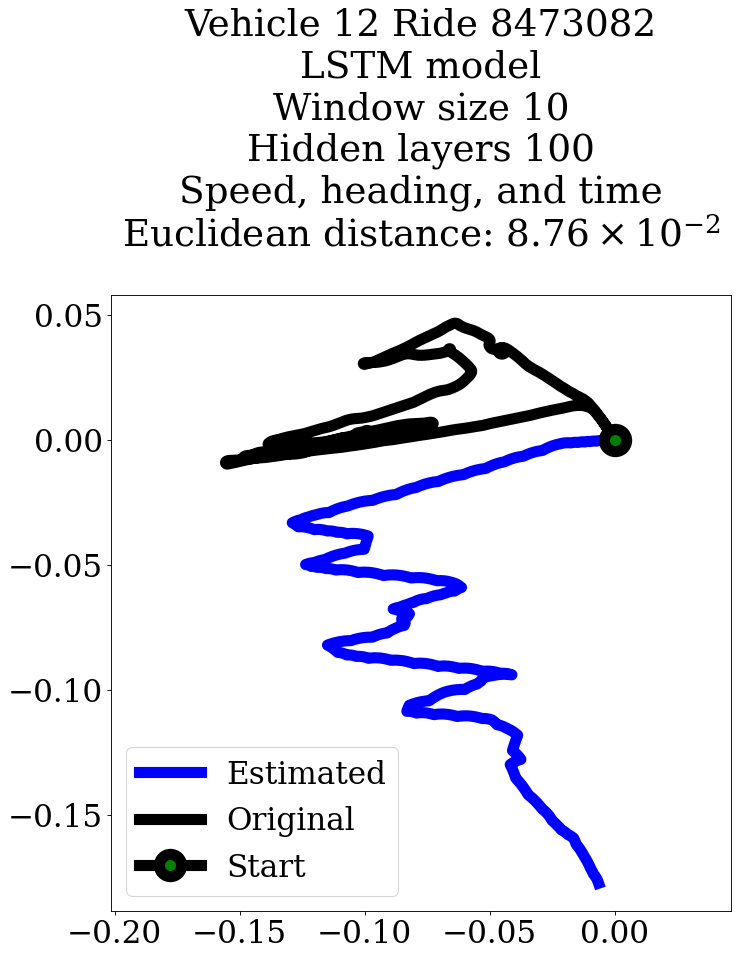 Vehicle 12 Ride 8473082
LSTM model
Window size 10
Hidden layers 100
Speed, heading, and time
Euclidean distance: 8.76 × 10⁻²
0.05
0.00
−0.05
−0.10
−0.15
Estimated
Original
Start
−0.20 −0.15 −0.10 −0.05 0.00